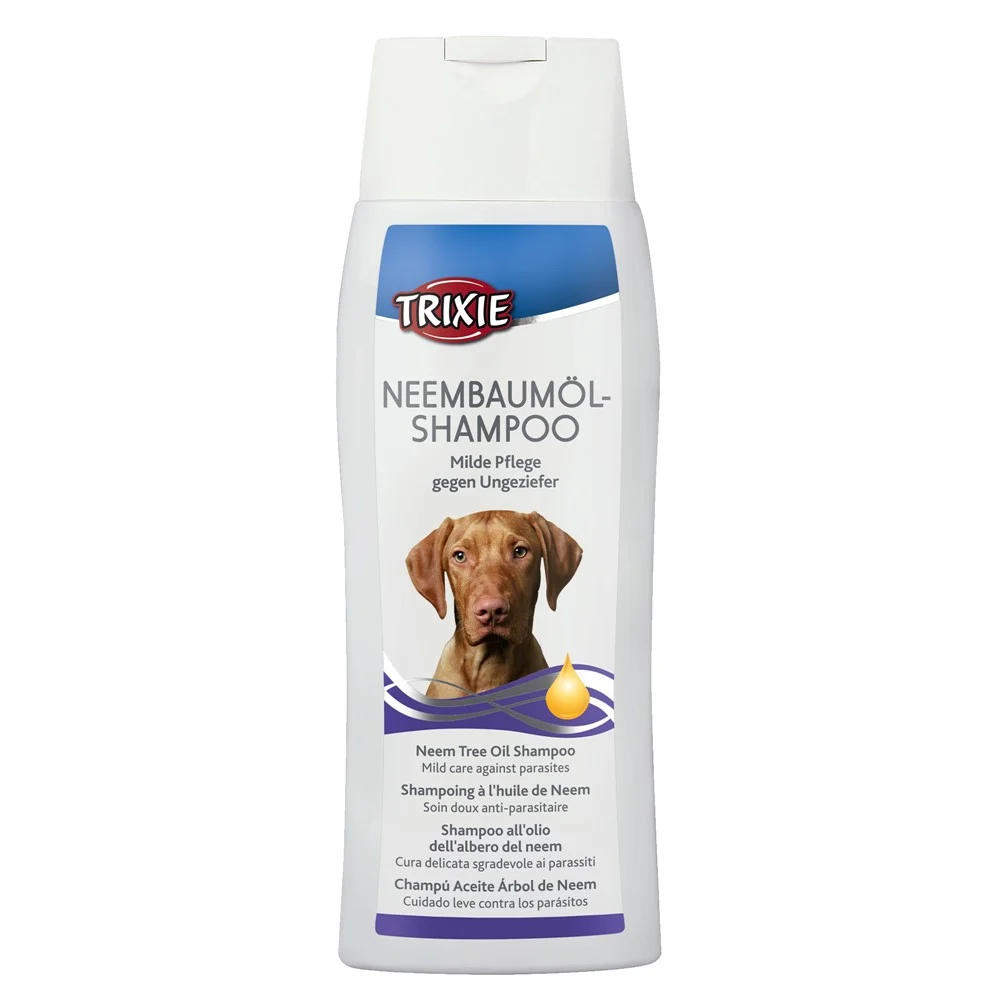 TRIXIE
NEEMBAUMÖL-
SHAMPOO
Milde Pflege
gegen Ungeziefer
Neem Tree Oil Shampoo
Mild care against parasites
Shampoing à l'huile de Neem
Soin doux anti-parasitaire
Shampoo all'olio
dell'albero del neem
Cura delicata sgradevole ai parassiti
Champú Aceite Árbol de Neem
Cuidado leve contra los parásitos